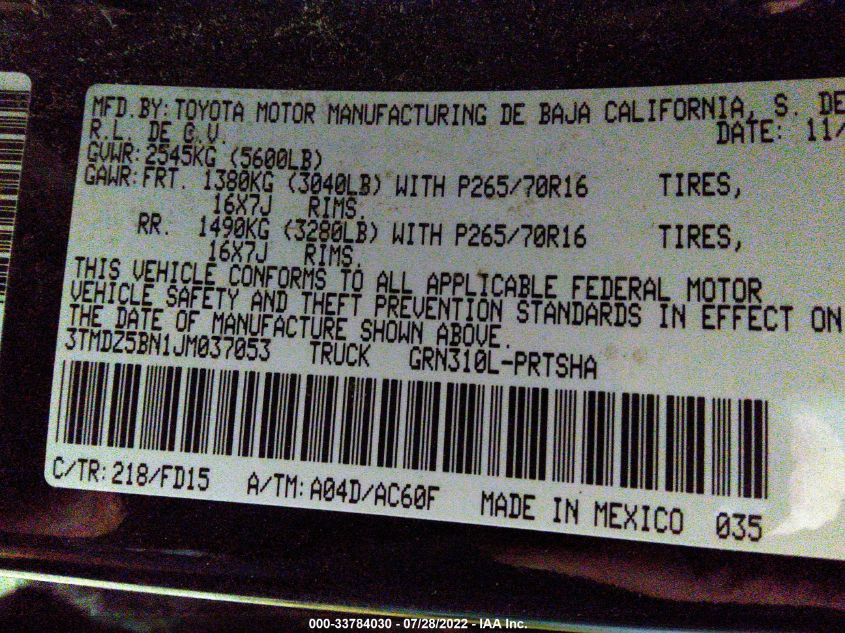 MFD.BY: TOYOTA MOTOR MANUFACTURING DE BAJA CALIFORNIA, S. DE
R.L. DE C.V. DATE: 11/
GVWR: 2545KG (5600LB)
GAWR: FRT. 1380KG (3040LB) WITH P265/70R16 TIRES,
16X7J RIMS.
RR. 1490KG (3280LB) WITH P265/70R16 TIRES,
16X7J RIMS.
THIS VEHICLE CONFORMS TO ALL APPLICABLE FEDERAL MOTOR
VEHICLE SAFETY AND THEFT PREVENTION STANDARDS IN EFFECT ON
THE DATE OF MANUFACTURE SHOWN ABOVE.
3TMDZ5BN1JM037053 TRUCK GRN310L-PRTSHA
C/TR: 218/FD15 A/TM: A04D/AC60F MADE IN MEXICO 035
000-33784030 - 07/28/2022 - IAA Inc.